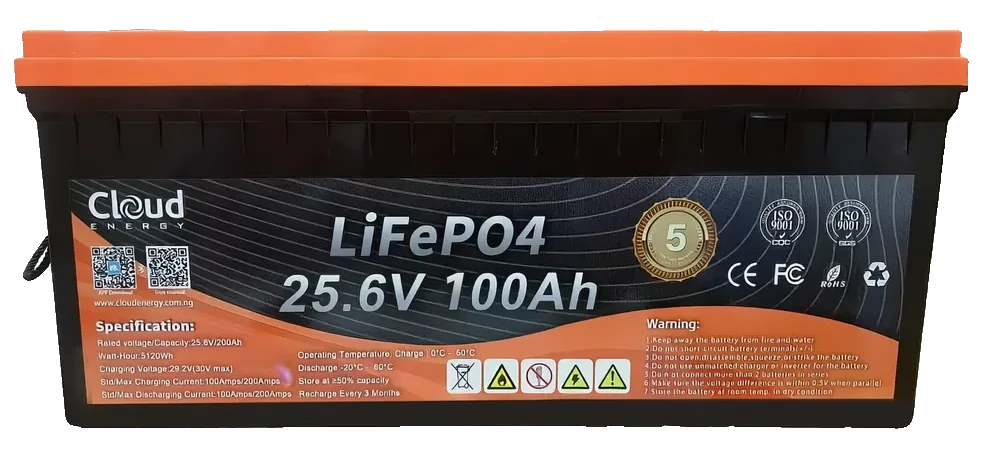 Cloud
ENERGY
LiFePO4
25.6V 100Ah
5
ISO
9001
CQC
ISO
9001
SGS
CE FC RoHS
www.cloudenergy.com.ng
Specification:
Rated voltage/Capacity:25.6V/200Ah
Watt-Hour:5120Wh
Charging Voltage:29.2V(30V max)
Std/Max Charging Current:100Amps/200Amps
Std/Max Discharging Current:100Amps/200Amps
Operating Temperature: Charge 0°C - 60°C
Discharge -20°C - 60°C
Store at ≥50% capacity
Recharge Every 3 Months
Warning:
1.Keep away the battery from fire and water
2.Do not short-circuit battery terminal(+/-)
3.Do not open,disatsemble,squeeze or strike the battery
4.Do not use unmatched charger or inverter for the battery
5.Do not connect more than 2 batteries in series
6.Make sure the voltage difference is within 0.5V when parallel
7.Store the battery at room temp. in dry condition